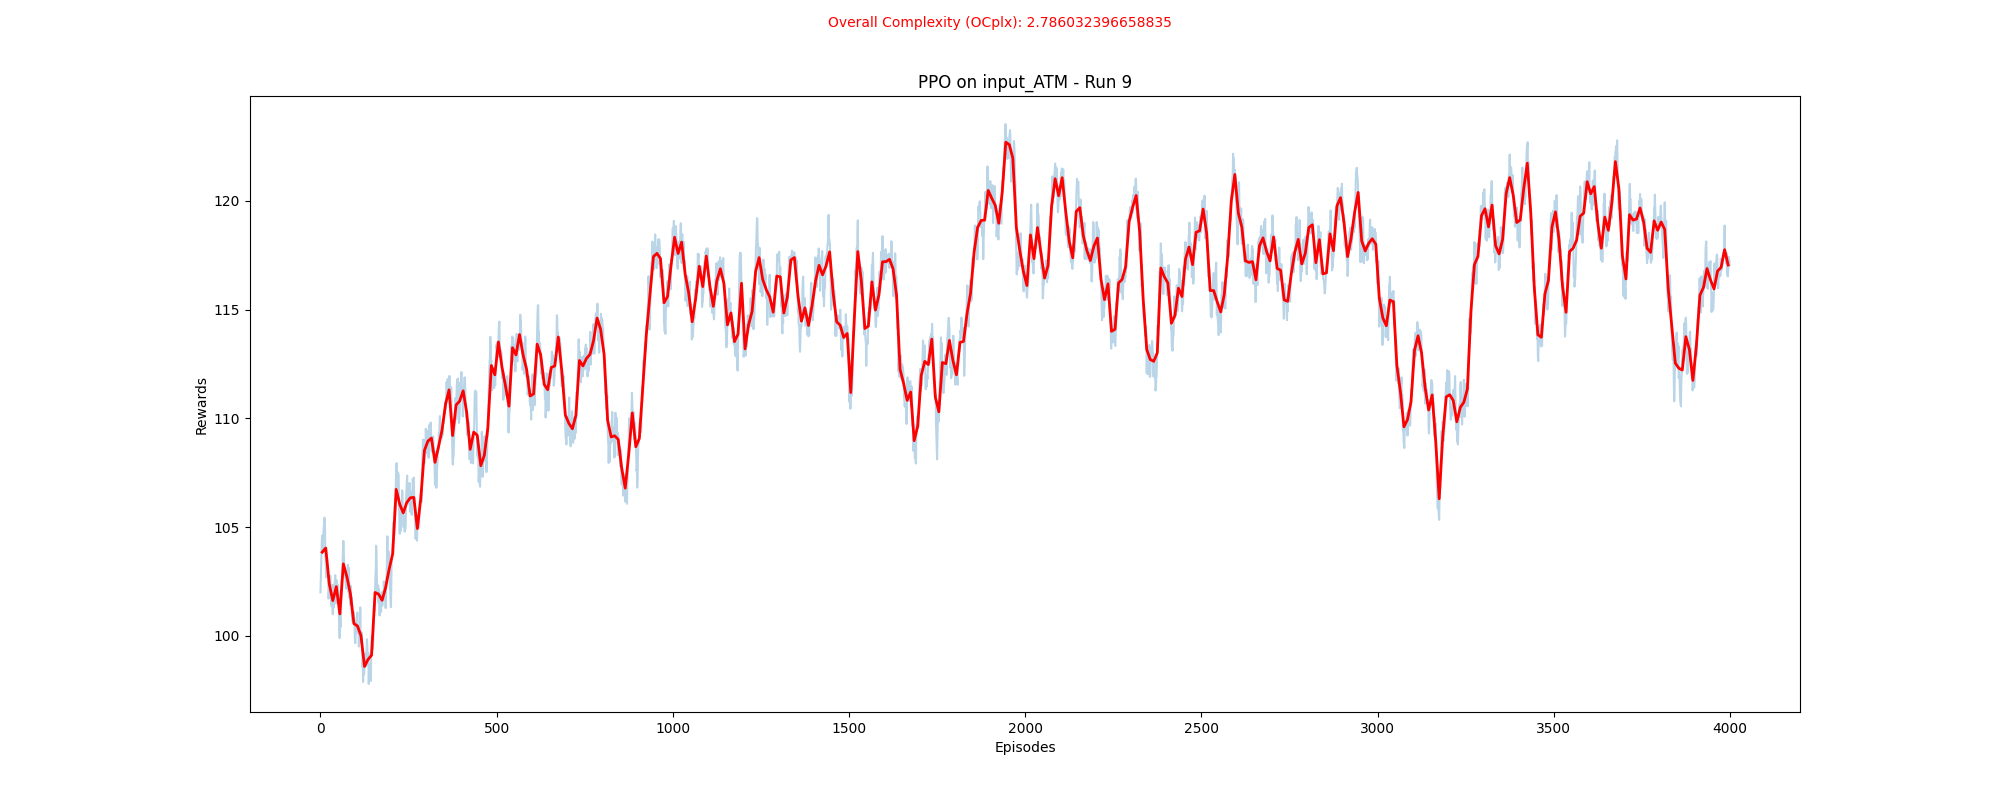 Overall Complexity (OCplx): 2.786032396658835
PPO on input_ATM - Run 9
Rewards
120
115
110
105
100
0 500 1000 1500 2000 2500 3000 3500 4000
Episodes